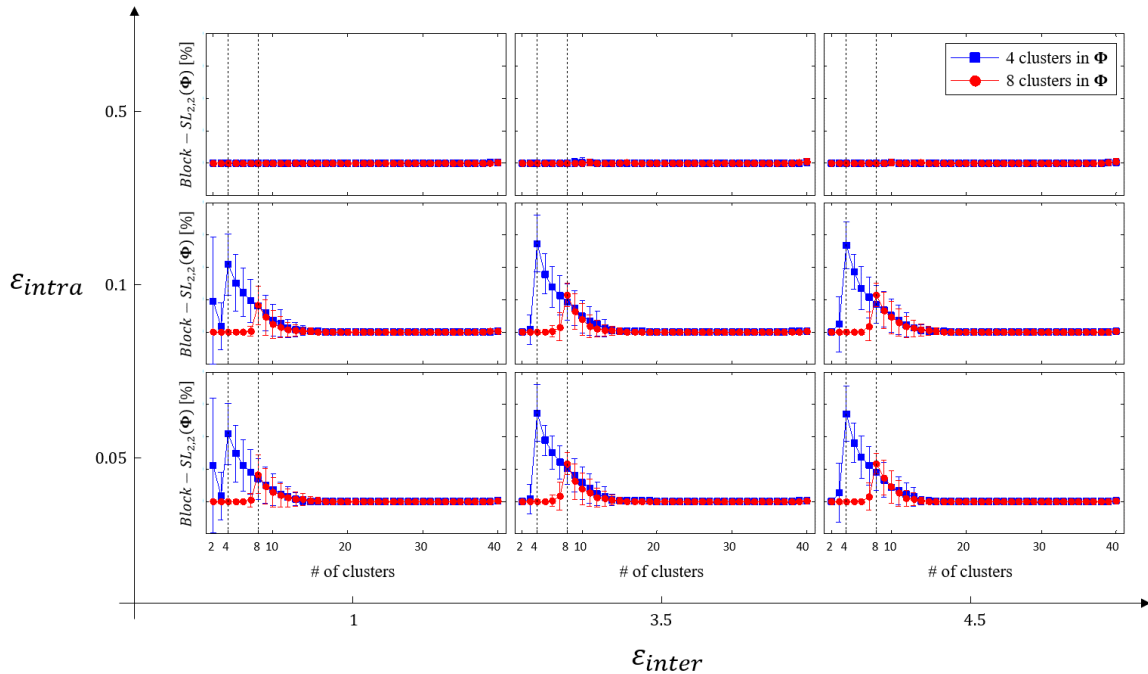 4 clusters in Φ
8 clusters in Φ
Block − SL2,2(Φ) [%]
0.5
Block − SL2,2(Φ) [%]
εintra
0.1
Block − SL2,2(Φ) [%]
0.05
2 4 8 10 20 30 40
2 4 8 10 20 30 40
2 4 8 10 20 30 40
# of clusters
# of clusters
# of clusters
1
3.5
4.5
εinter